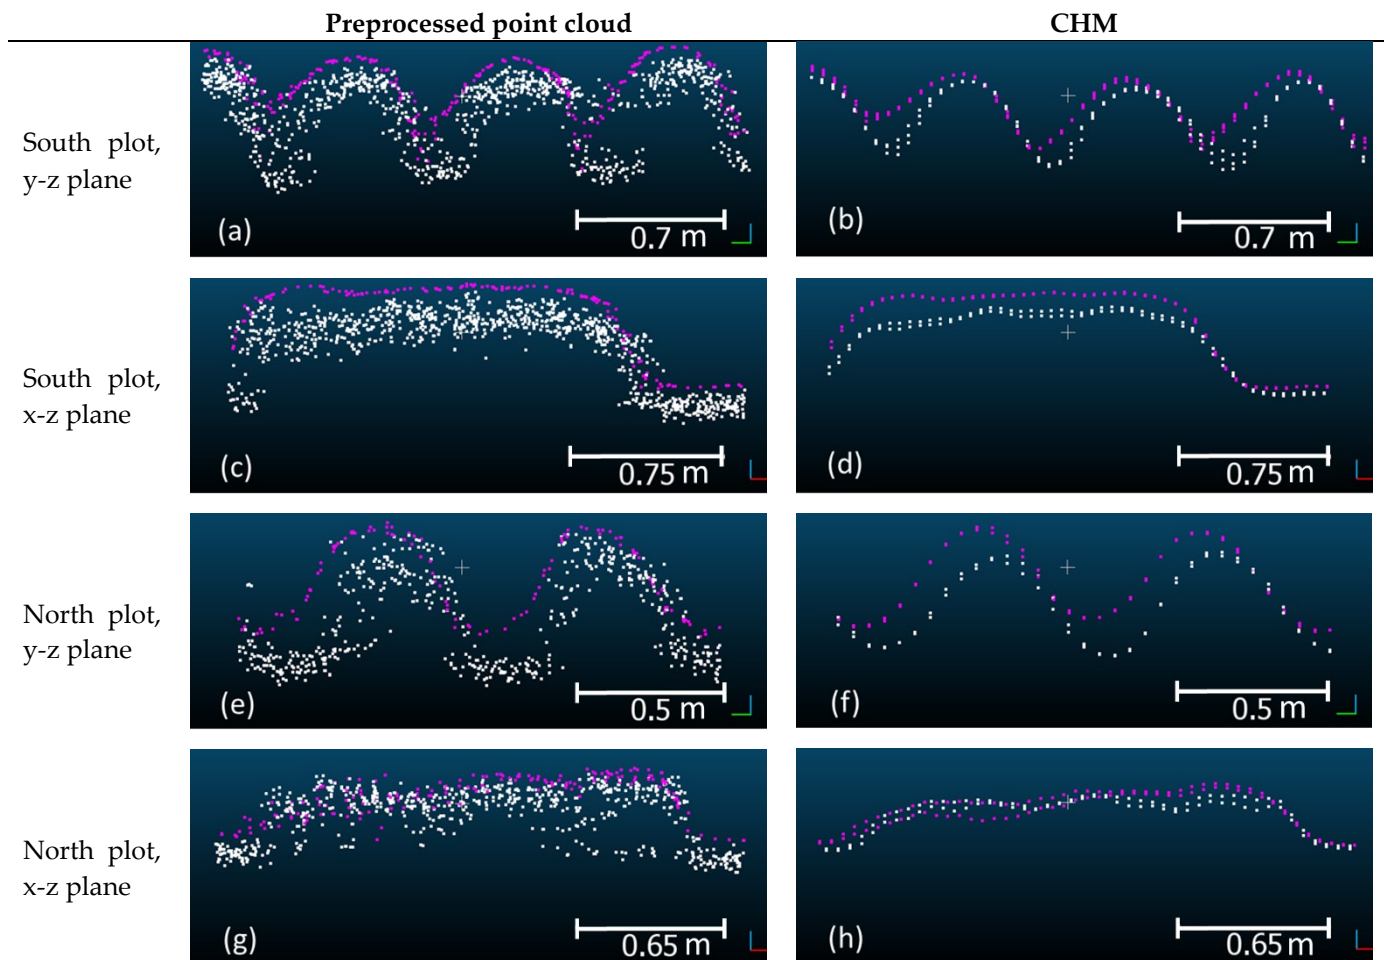 Preprocessed point cloud CHM
South plot,
y-z plane
(a) 0.7 m
(b) 0.7 m
South plot,
x-z plane
(c) 0.75 m
(d) 0.75 m
North plot,
y-z plane
(e) 0.5 m
(f) 0.5 m
North plot,
x-z plane
(g) 0.65 m
(h) 0.65 m